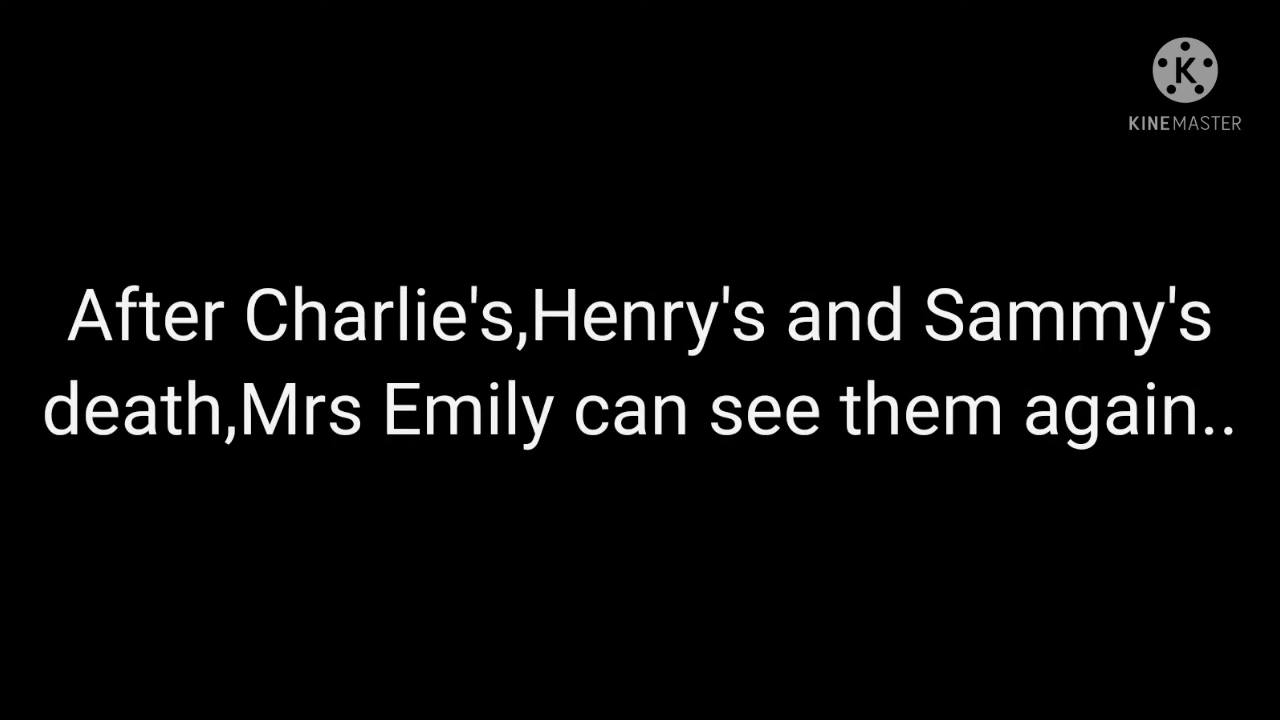 K
KINEMASTER
After Charlie's,Henry's and Sammy's
death,Mrs Emily can see them again..